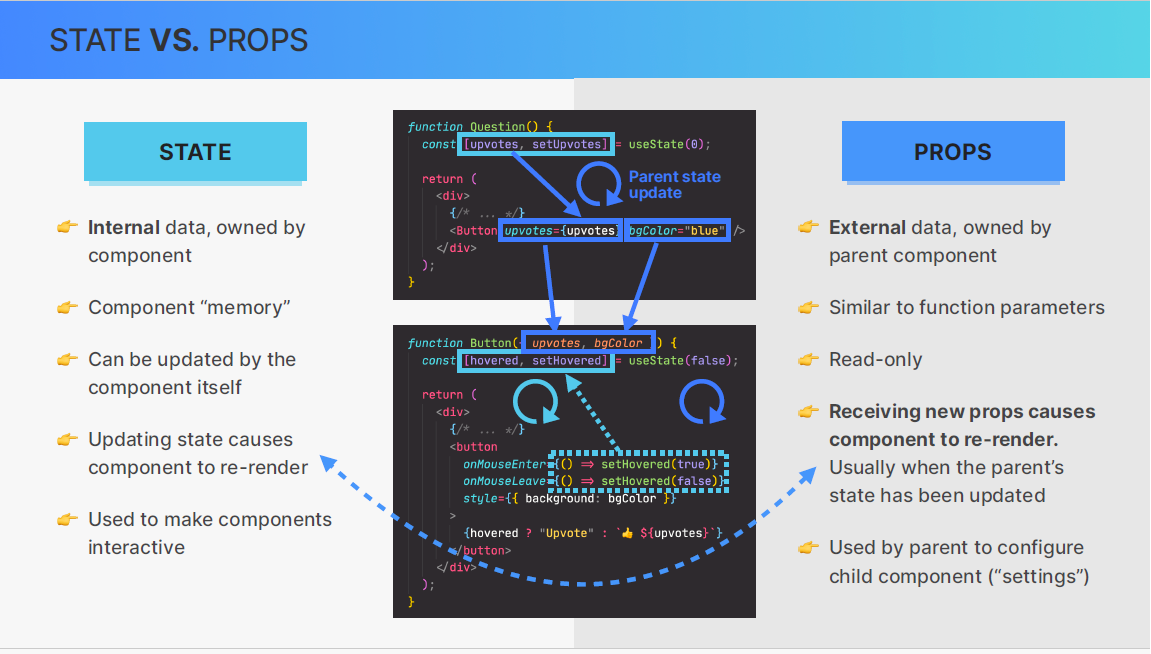 STATE VS. PROPS
STATE
👉 Internal data, owned by
component
👉 Component “memory”
👉 Can be updated by the
component itself
👉 Updating state causes
component to re-render
👉 Used to make components
interactive
function Question() {
const [upvotes, setUpvotes] = useState(0);
return (
<div>
{/* ... */}
<Button upvotes={upvotes} bgColor="blue" />
</div>
);
}
Parent state
update
function Button({ upvotes, bgColor }) {
const [hovered, setHovered] = useState(false);
return (
<div>
{/* ... */}
<button
onMouseEnter={() => setHovered(true)}
onMouseLeave={() => setHovered(false)}
style={{ background: bgColor }}
>
{hovered ? "Upvote" : `👍 ${upvotes}`}
</button>
</div>
);
}
PROPS
👉 External data, owned by
parent component
👉 Similar to function parameters
👉 Read-only
👉 Receiving new props causes
component to re-render.
Usually when the parent’s
state has been updated
👉 Used by parent to configure
child component (“settings”)